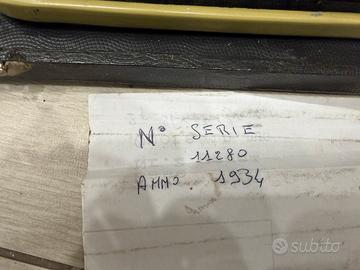 N° SERIE
11280
ANNO 1934
subito